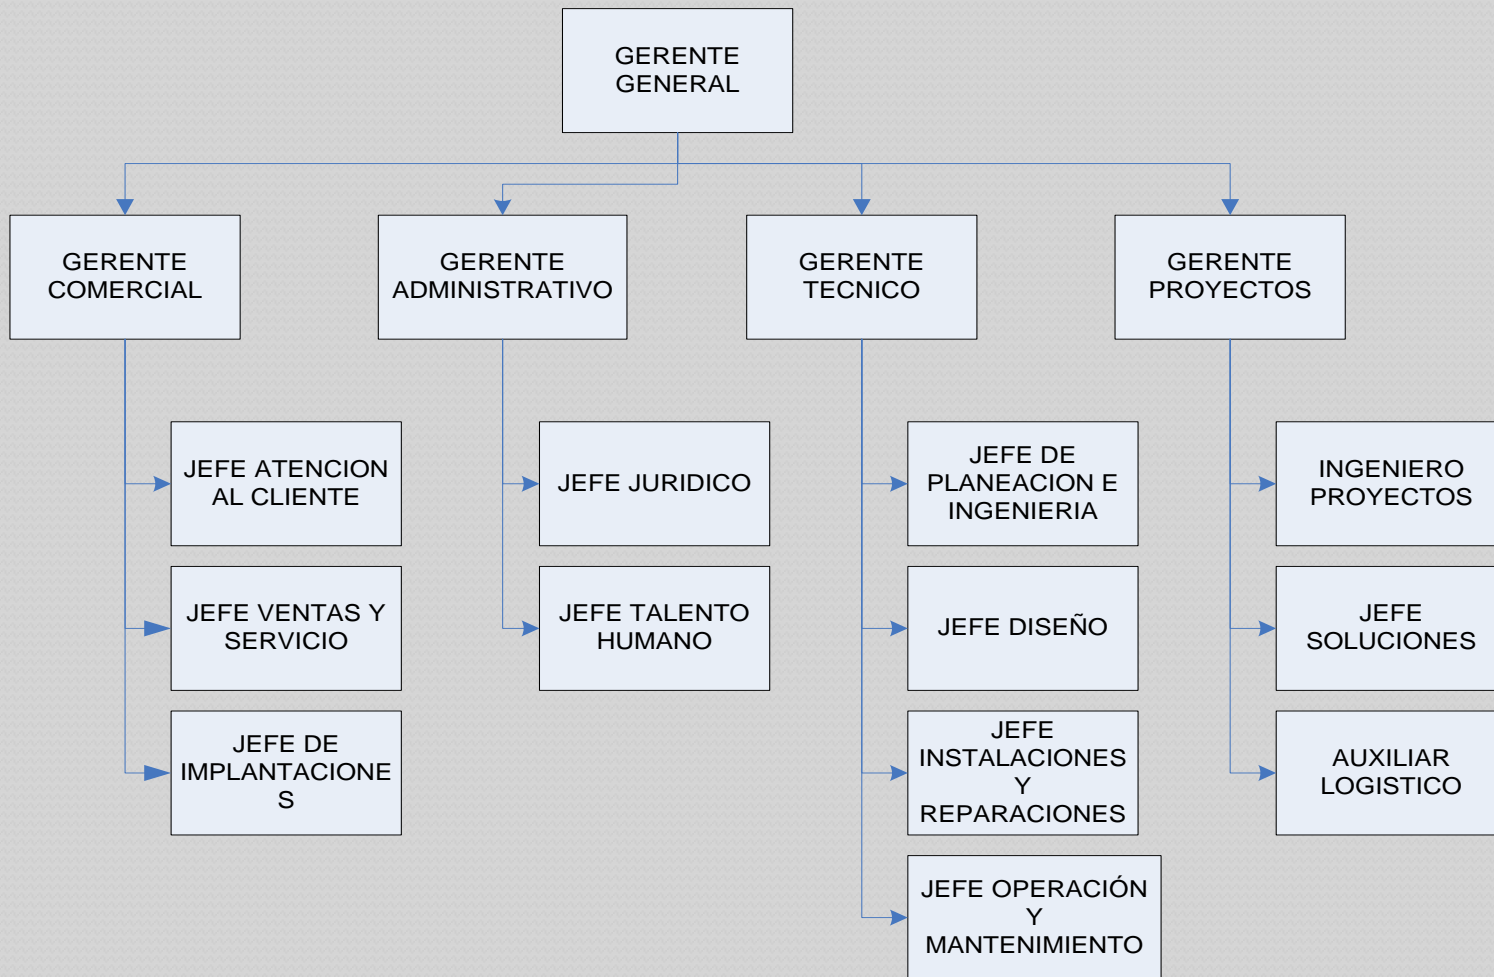 GERENTE
GENERAL
GERENTE
COMERCIAL
GERENTE
ADMINISTRATIVO
GERENTE
TECNICO
GERENTE
PROYECTOS
JEFE ATENCION
AL CLIENTE
JEFE JURIDICO
JEFE DE
PLANEACION E
INGENIERIA
INGENIERO
PROYECTOS
JEFE VENTAS Y
SERVICIO
JEFE TALENTO
HUMANO
JEFE DISEÑO
JEFE
SOLUCIONES
JEFE DE
IMPLANTACIONE
S
JEFE
INSTALACIONES
Y
REPARACIONES
AUXILIAR
LOGISTICO
JEFE OPERACIÓN
Y
MANTENIMIENTO